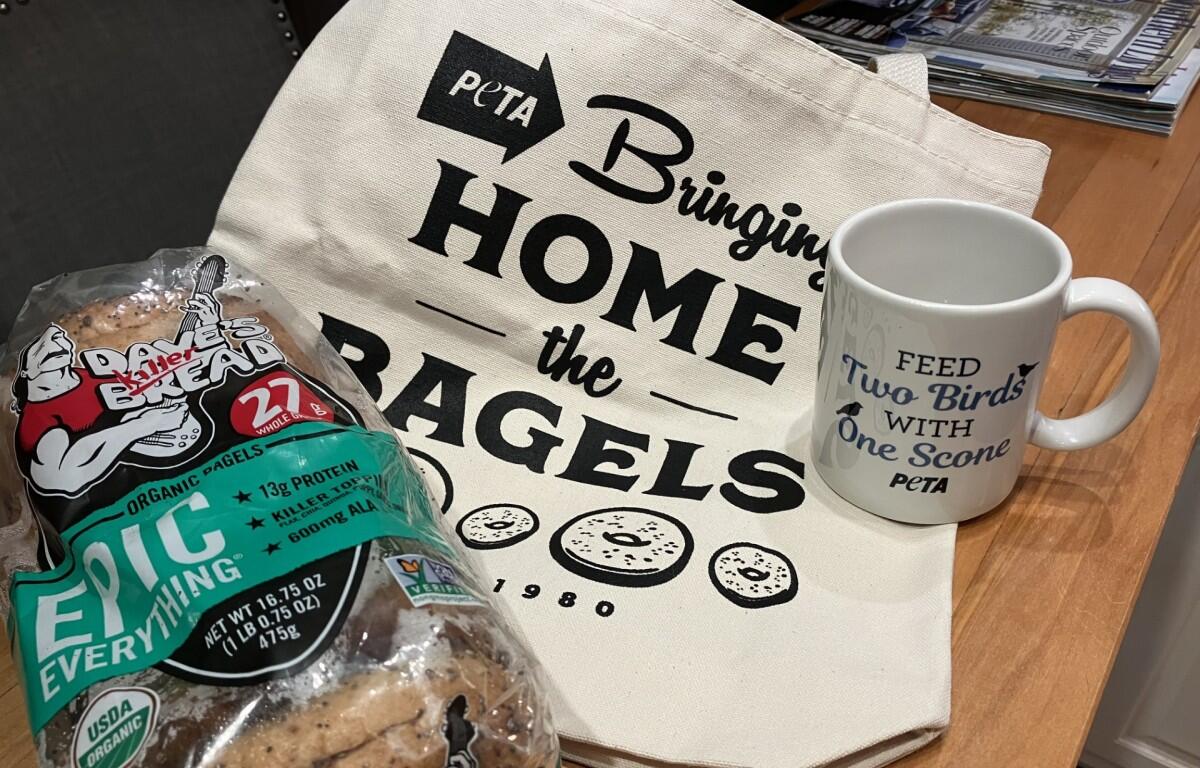 PETA
Bringing
HOME
the
BAGELS
1980
FEED
Two Birds
WITH
One Scone
PETA
DAVE'S
Killer
BREAD
27
WHOLE
ORGANIC BAGELS
EPIC
EVERYTHING
13g PROTEIN
KILLER
600mg ALA
NET WT 16.75 OZ
(1 LB 0.75 OZ)
475g
VERIFIED
USDA
ORGANIC